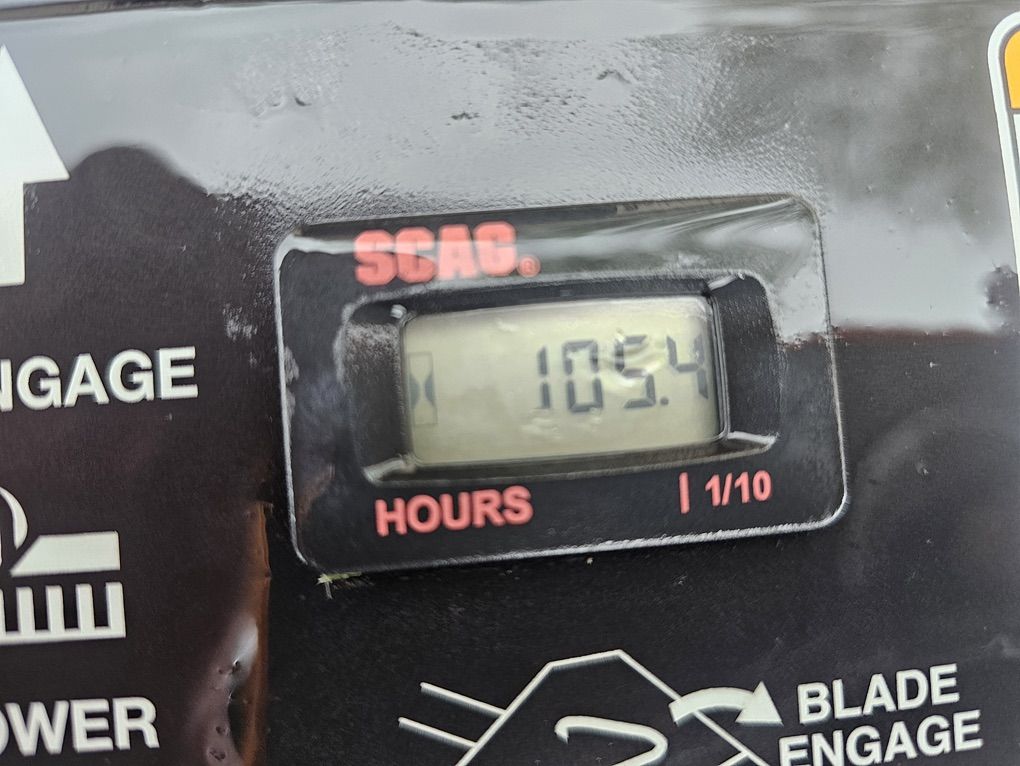 SCAG®
105.4
NGAGE
HOURS
1/10
OWER
BLADE
ENGAGE